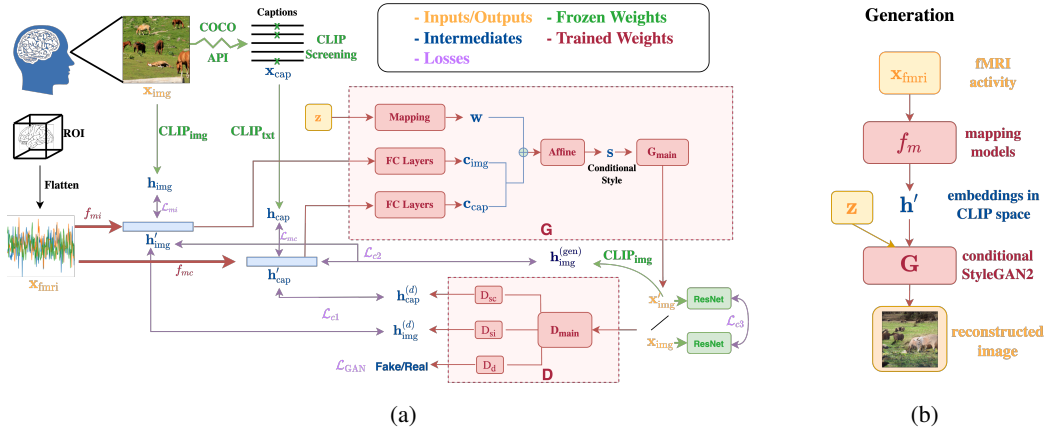 COCO
API
Captions
CLIP
Screening
x_img
x_cap
- Inputs/Outputs
- Frozen Weights
- Intermediates
- Trained Weights
- Losses
ROI
Flatten
CLIP_img
CLIP_txt
h_img
L_mi
f_mi
h'_img
h_cap
L_mc
h'_cap
f_mc
x_fmri
z
Mapping
w
FC Layers
c_img
FC Layers
c_cap
Affine
s
Conditional
Style
G_main
G
L_c2
h_img^(gen)
CLIP_img
L_c1
h_cap^(d)
D_sc
h_img^(d)
D_si
D_main
L_GAN
Fake/Real
D_d
D
x_img
ResNet
L_c3
x_img
ResNet
(a)
Generation
x_fmri
fMRI
activity
f_m
mapping
models
h'
embeddings in
CLIP space
z
G
conditional
StyleGAN2
reconstructed
image
(b)